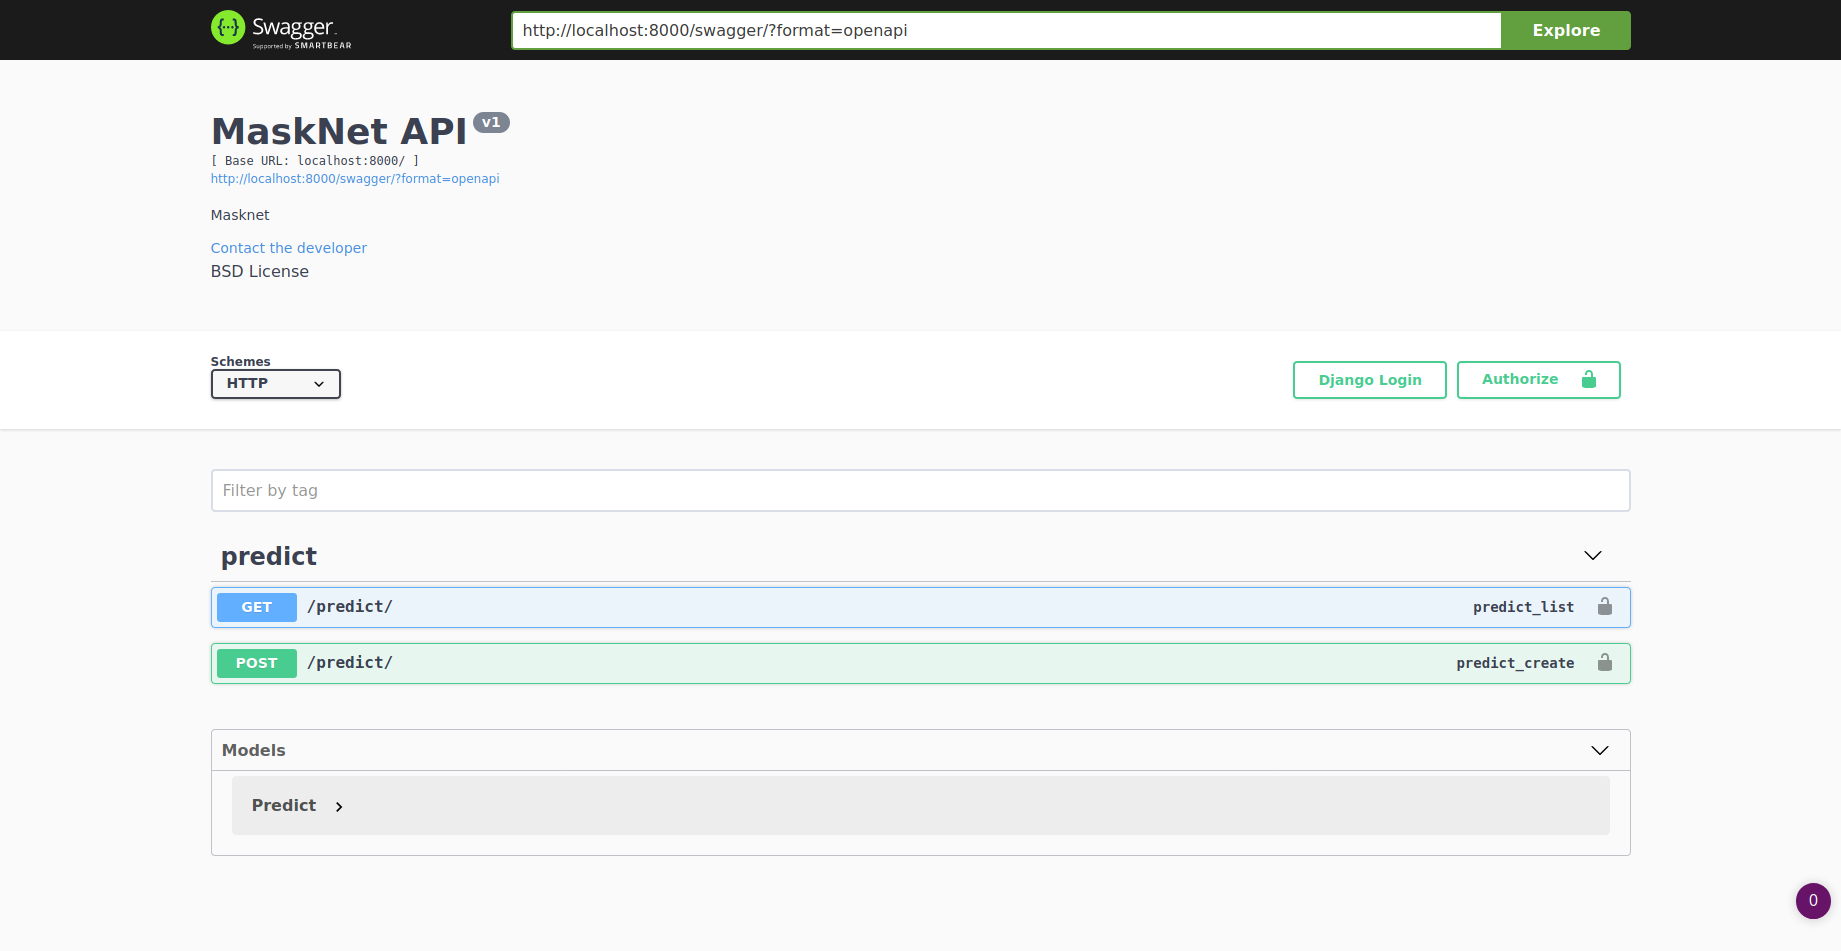 Swagger.
Supported by SMARTBEAR
http://localhost:8000/swagger/?format=openapi
Explore
MaskNet API v1
[ Base URL: localhost:8000/ ]
http://localhost:8000/swagger/?format=openapi
Masknet
Contact the developer
BSD License
Schemes
HTTP
Django Login
Authorize
Filter by tag
predict
GET /predict/ predict_list
POST /predict/ predict_create
Models
Predict
0